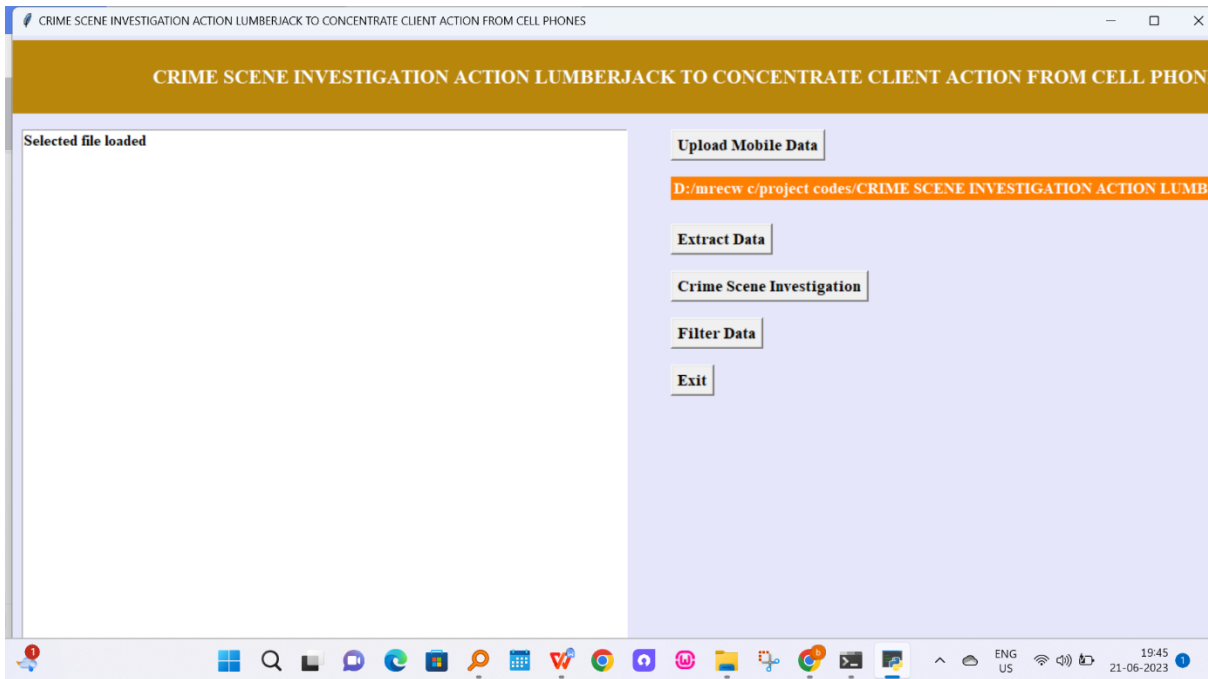 CRIME SCENE INVESTIGATION ACTION LUMBERJACK TO CONCENTRATE CLIENT ACTION FROM CELL PHONES
CRIME SCENE INVESTIGATION ACTION LUMBERJACK TO CONCENTRATE CLIENT ACTION FROM CELL PHON
Selected file loaded
Upload Mobile Data
D:/mrecw c/project codes/CRIME SCENE INVESTIGATION ACTION LUMB
Extract Data
Crime Scene Investigation
Filter Data
Exit
1
ENG
US
19:45
21-06-2023
1